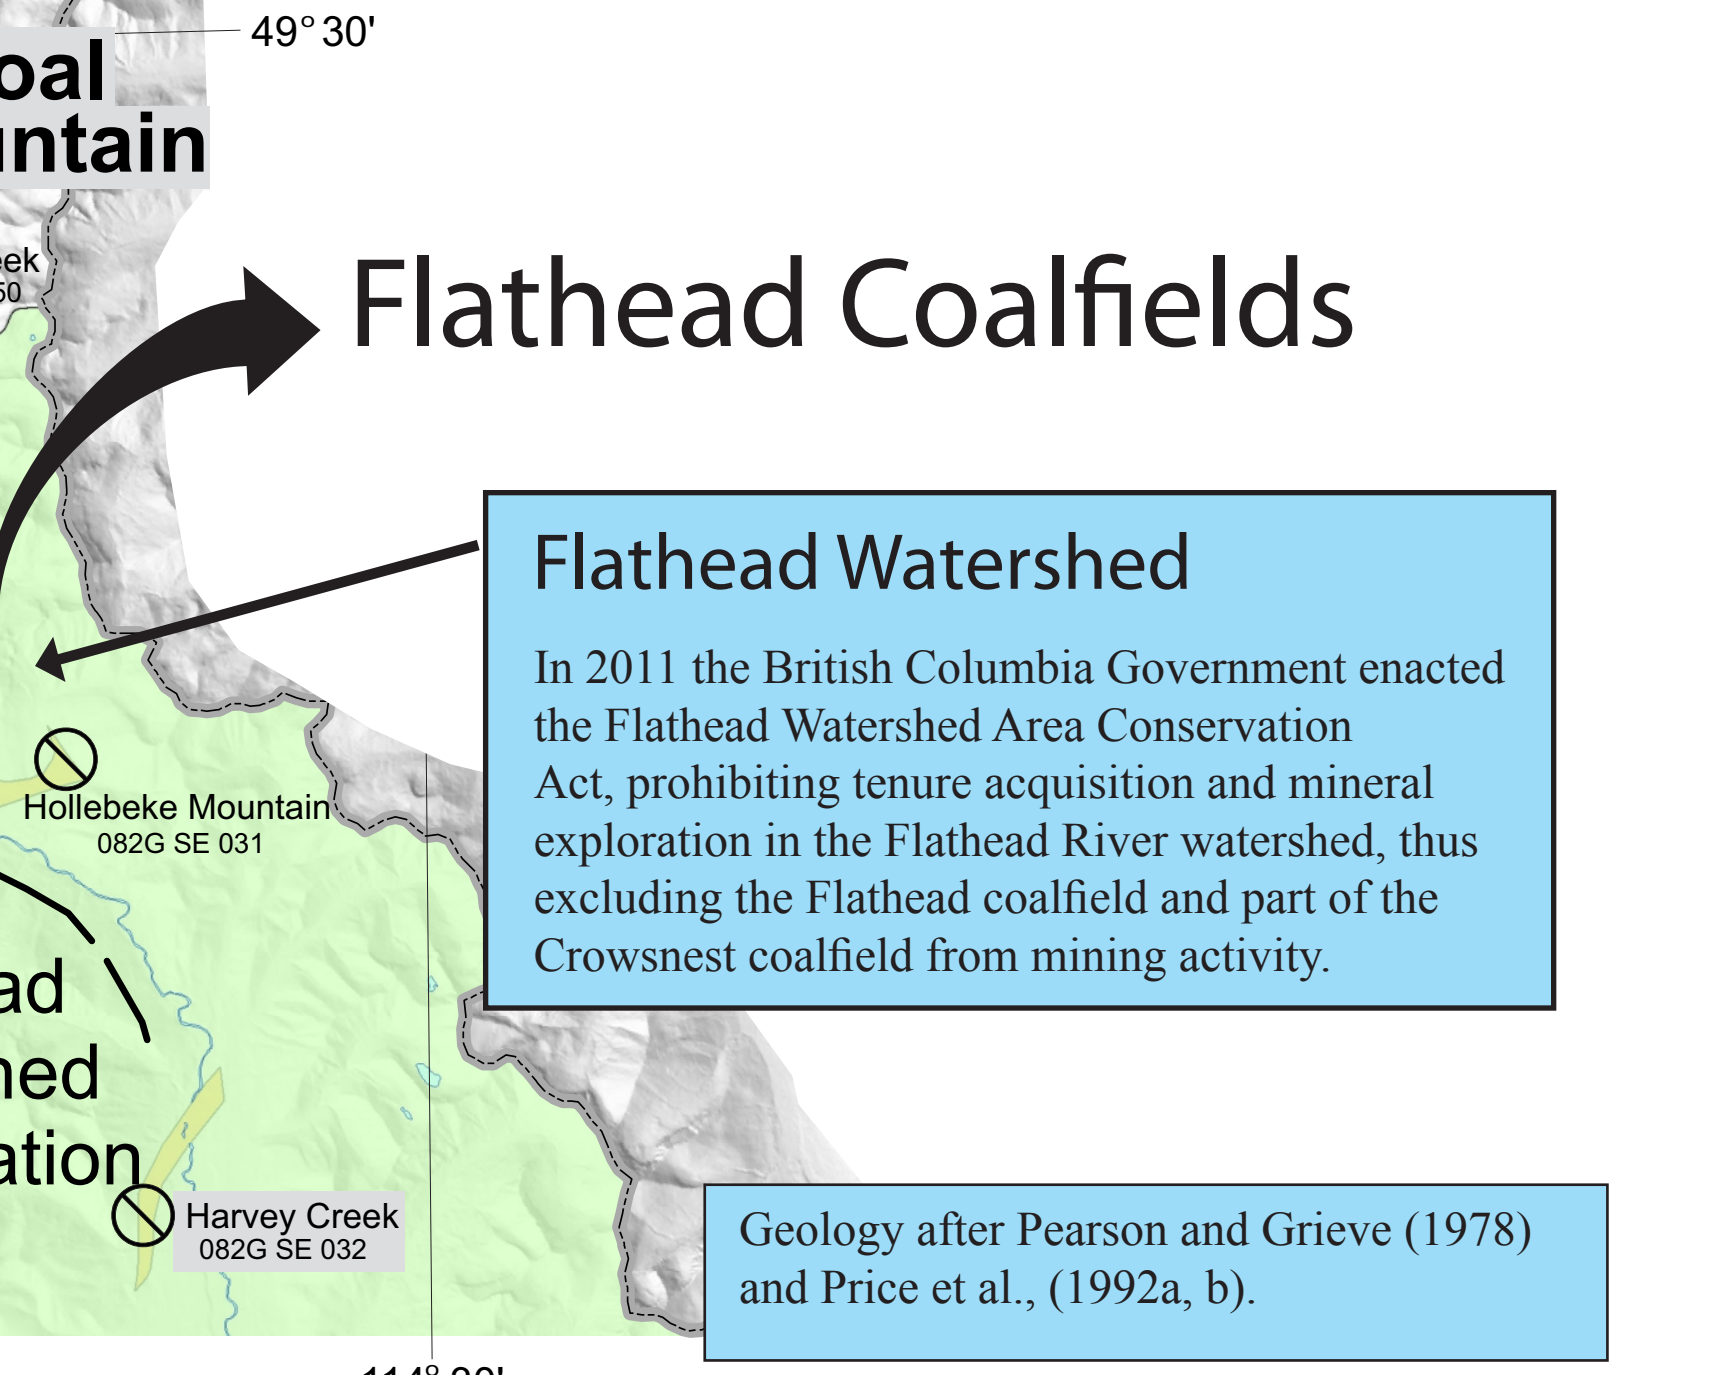 49° 30'
oal
untain
eek
50
Flathead Coalfields
Flathead Watershed
In 2011 the British Columbia Government enacted
the Flathead Watershed Area Conservation
Act, prohibiting tenure acquisition and mineral
exploration in the Flathead River watershed, thus
excluding the Flathead coalfield and part of the
Crowsnest coalfield from mining activity.
Hollebeke Mountain
082G SE 031
ad
hed
ation
Harvey Creek
082G SE 032
Geology after Pearson and Grieve (1978)
and Price et al., (1992a, b).